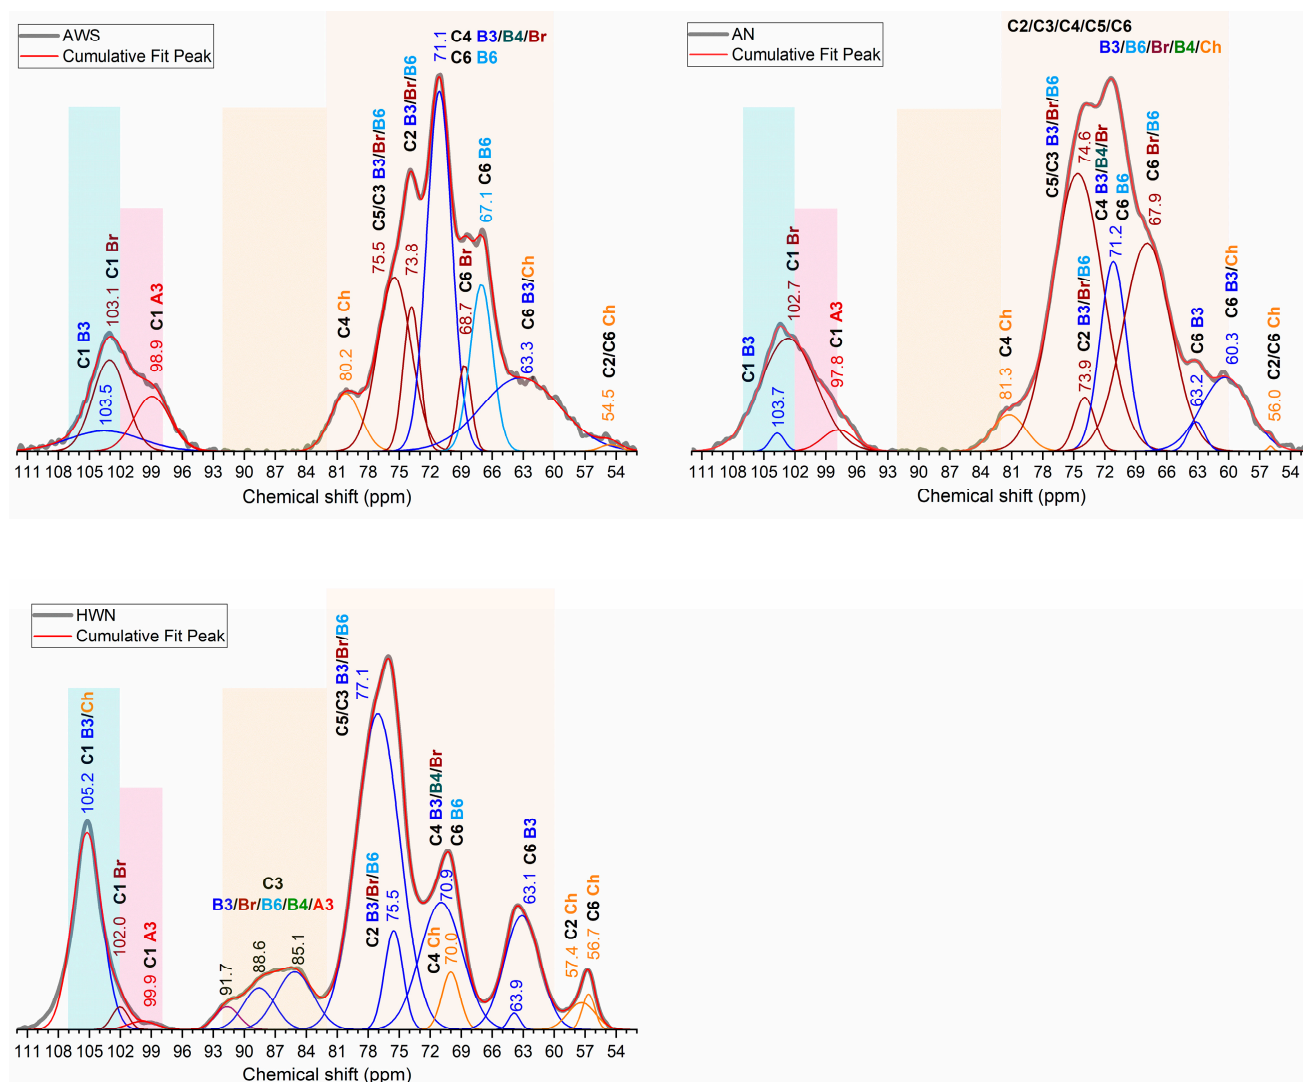 AWS
Cumulative Fit Peak
C1 B3
103.5
103.1 C1 Br
98.9 C1 A3
80.2 C4 Ch
75.5 C5/C3 B3/Br/B6
73.8 C2 B3/Br/B6
71.1
C4 B3/B4/Br
C6 B6
68.7 C6 Br
67.1 C6 B6
63.3 C6 B3/Ch
54.5 C2/C6 Ch
111 108 105 102 99 96 93 90 87 84 81 78 75 72 69 66 63 60 57 54
Chemical shift (ppm)
AN
Cumulative Fit Peak
C2/C3/C4/C5/C6
B3/B6/Br/B4/Ch
C1 B3
103.7
102.7 C1 Br
97.8 C1 A3
81.3 C4 Ch
C5/C3 B3/Br/B6
74.6
73.9 C2 B3/Br/B6
C4 B3/B4/Br
71.2 C6 B6
67.9 C6 Br/B6
63.2 C6 B3
60.3 C6 B3/Ch
56.0 C2/C6 Ch
111 108 105 102 99 96 93 90 87 84 81 78 75 72 69 66 63 60 57 54
Chemical shift (ppm)
HWN
Cumulative Fit Peak
105.2 C1 B3/Ch
102.0 C1 Br
99.9 C1 A3
C3
B3/Br/B6/B4/A3
91.7
88.6
85.1
C5/C3 B3/Br/B6
77.1
C2 B3/Br/B6
75.5
C4 B3/B4/Br
C6 B6
70.9
C4 Ch
70.0
63.9
63.1 C6 B3
57.4 C2 Ch
56.7 C6 Ch
111 108 105 102 99 96 93 90 87 84 81 78 75 72 69 66 63 60 57 54
Chemical shift (ppm)